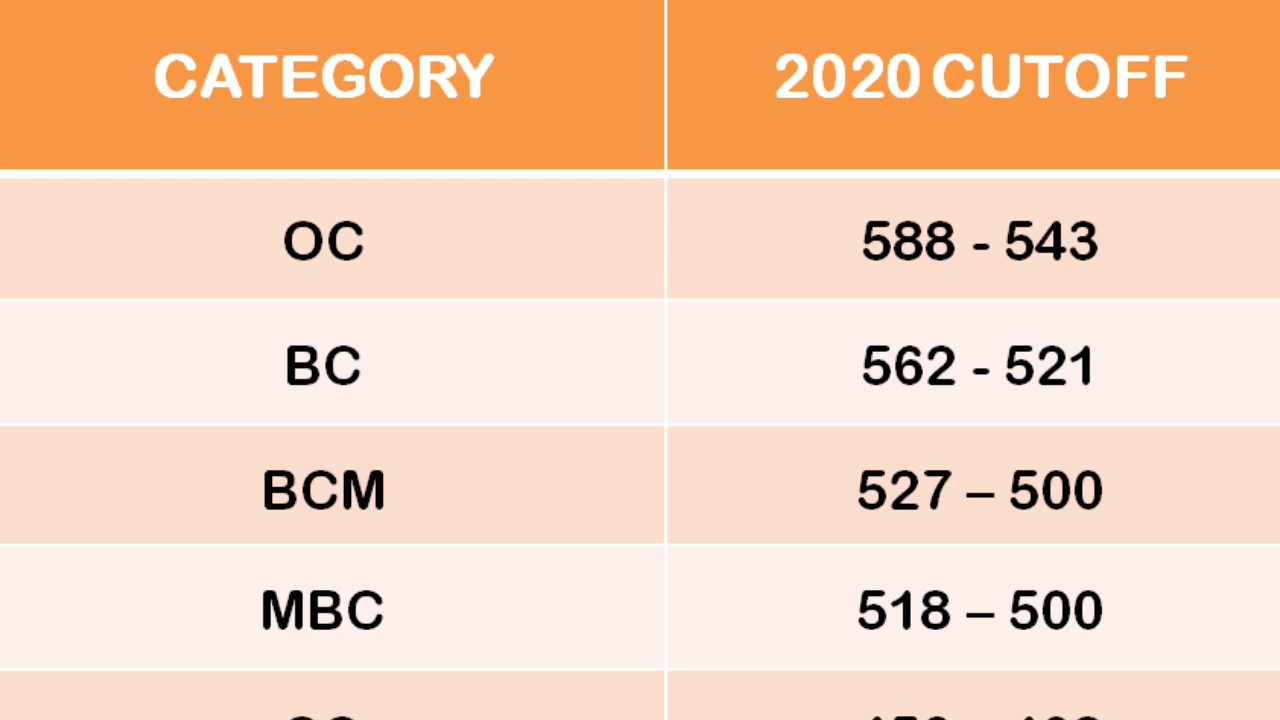 CATEGORY 2020 CUTOFF
OC 588 - 543
BC 562 - 521
BCM 527 – 500
MBC 518 – 500